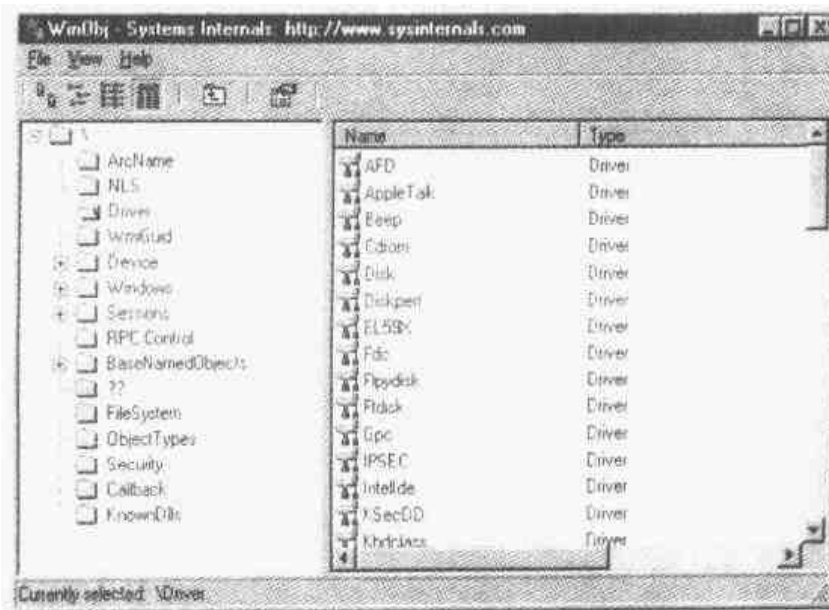 WinObj - Systems Internals: http://www.sysinternals.com
File View Help
\
ArcName
NLS
Driver
WmiGuid
Device
Windows
Sessions
RPC Control
BaseNamedObjects
??
FileSystem
ObjectTypes
Security
Callback
KnownDlls
Name Type
AFD Driver
AppleTalk Driver
Beep Driver
Cdrom Driver
Disk Driver
Diskperf Driver
EL59X Driver
Fdc Driver
Flpydisk Driver
Ftdisk Driver
Gpc Driver
IPSEC Driver
IntelIde Driver
KSecDD Driver
Kbdclass Driver
Currently selected: \Driver